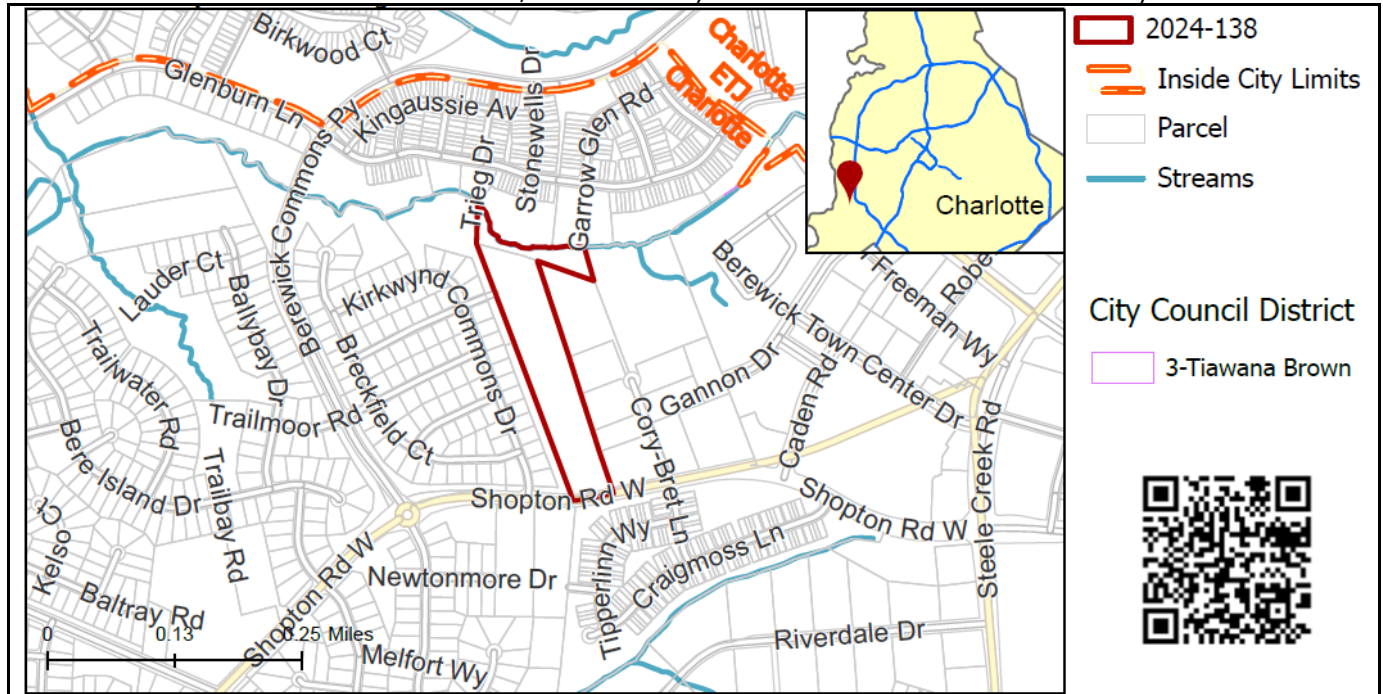 Birkwood Ct
Glenburn Ln
Kingaussie Av
Stonewells Dr
Charlotte
ETJ
Charlotte
Garrow Glen Rd
Trieg Dr
Berewick Commons Py
Lauder Ct
Ballybay Dr
Kirkwynd Commons Dr
Breckfield Ct
Trailwater Rd
Trailmoor Rd
Bere Island Dr
Trailbay Rd
Kelso Ct
Baltray Rd
Shopton Rd W
Newtonmore Dr
Melfort Wy
Shopton Rd W
Tipperlinn Wy
Craigmoss Ln
Cory-Bret Ln
Gannon Dr
Caden Rd
Berewick Town Center Dr
Freeman Wy
Shopton Rd W
Steele Creek Rd
Riverdale Dr
0 0.13 0.25 Miles
Charlotte
2024-138
Inside City Limits
Parcel
Streams
City Council District
3-Tiawana Brown